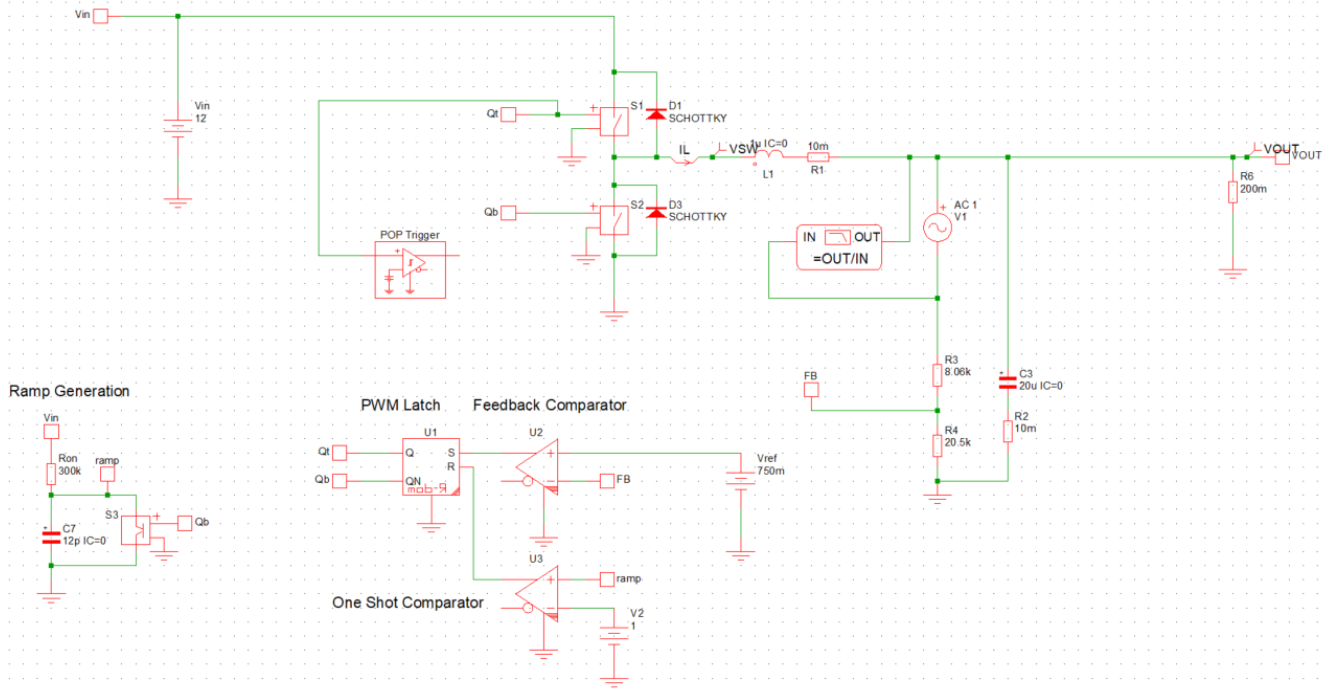 Vin
Vin
12
Qt
S1
D1
SCHOTTKY
IL
VSW
1u IC=0
L1
10m
R1
VOUT
VOUT
R6
200m
Qb
S2
D3
SCHOTTKY
AC 1
V1
IN OUT
=OUT/IN
POP Trigger
R3
8.06k
FB
C3
20u IC=0
R4
20.5k
R2
10m
Ramp Generation
Vin
Ron
300k
ramp
S3
Qb
C7
12p IC=0
PWM Latch
Feedback Comparator
U1
Qt
Q
S
R
Qb
QN
U2
FB
Vref
750m
U3
ramp
One Shot Comparator
V2
1